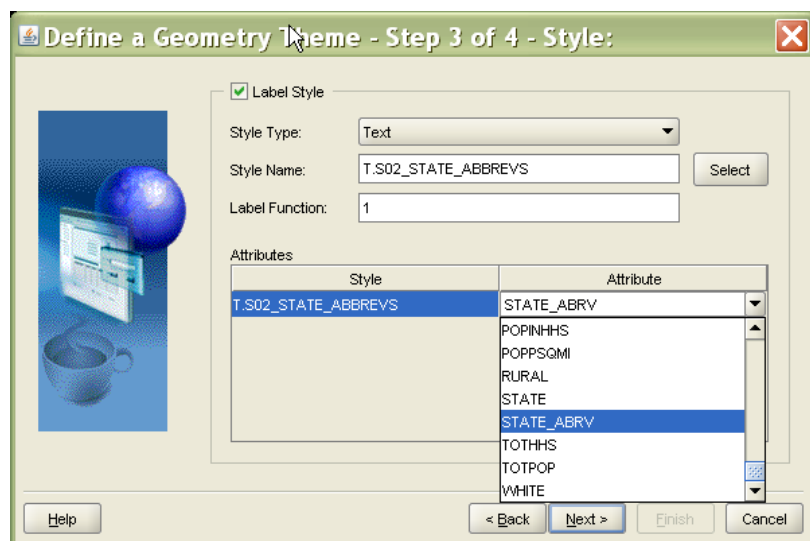 Define a Geometry Theme - Step 3 of 4 - Style:
Label Style
Style Type: Text
Style Name: T.S02_STATE_ABBREVS Select
Label Function: 1
Attributes
Style Attribute
T.S02_STATE_ABBREVS STATE_ABRV
POPINHHS
POPPSQMI
RURAL
STATE
STATE_ABRV
TOTHHS
TOTPOP
WHITE
Help < Back Next > Finish Cancel